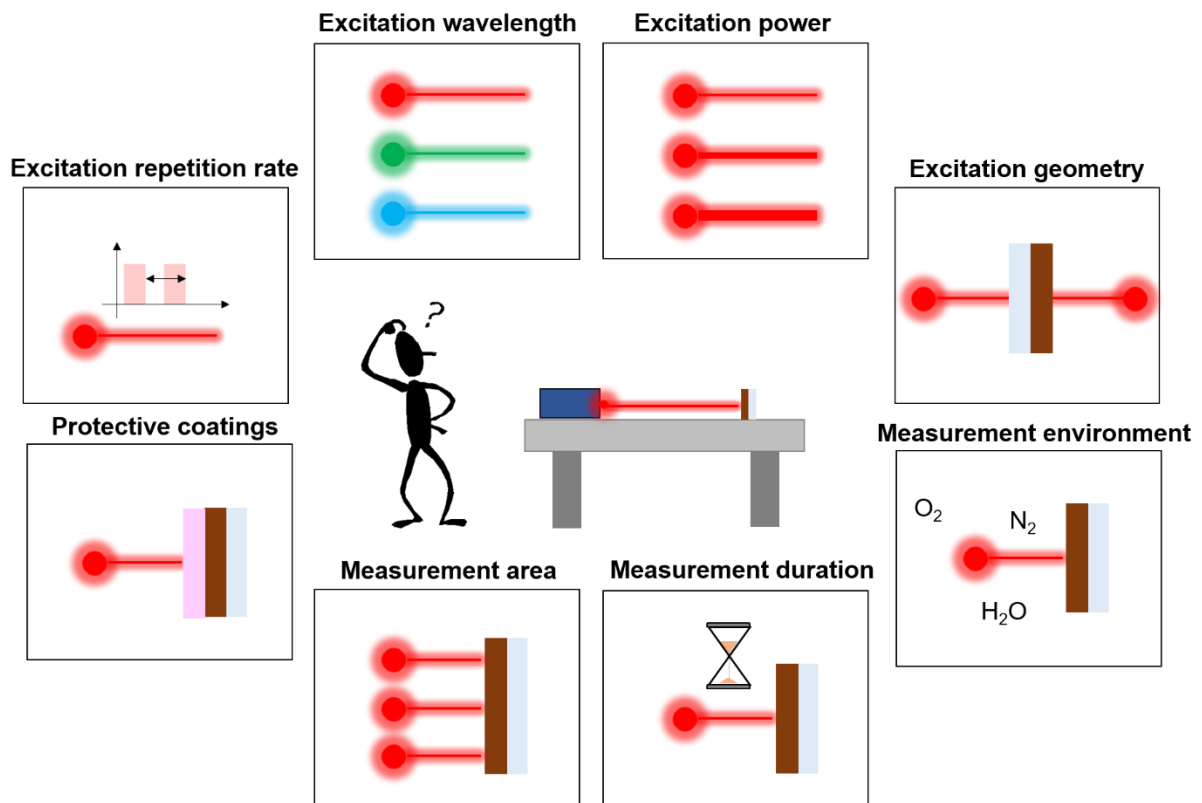 Excitation wavelength
Excitation power
Excitation repetition rate
Excitation geometry
?
Protective coatings
Measurement environment
O₂
N₂
H₂O
Measurement area
Measurement duration